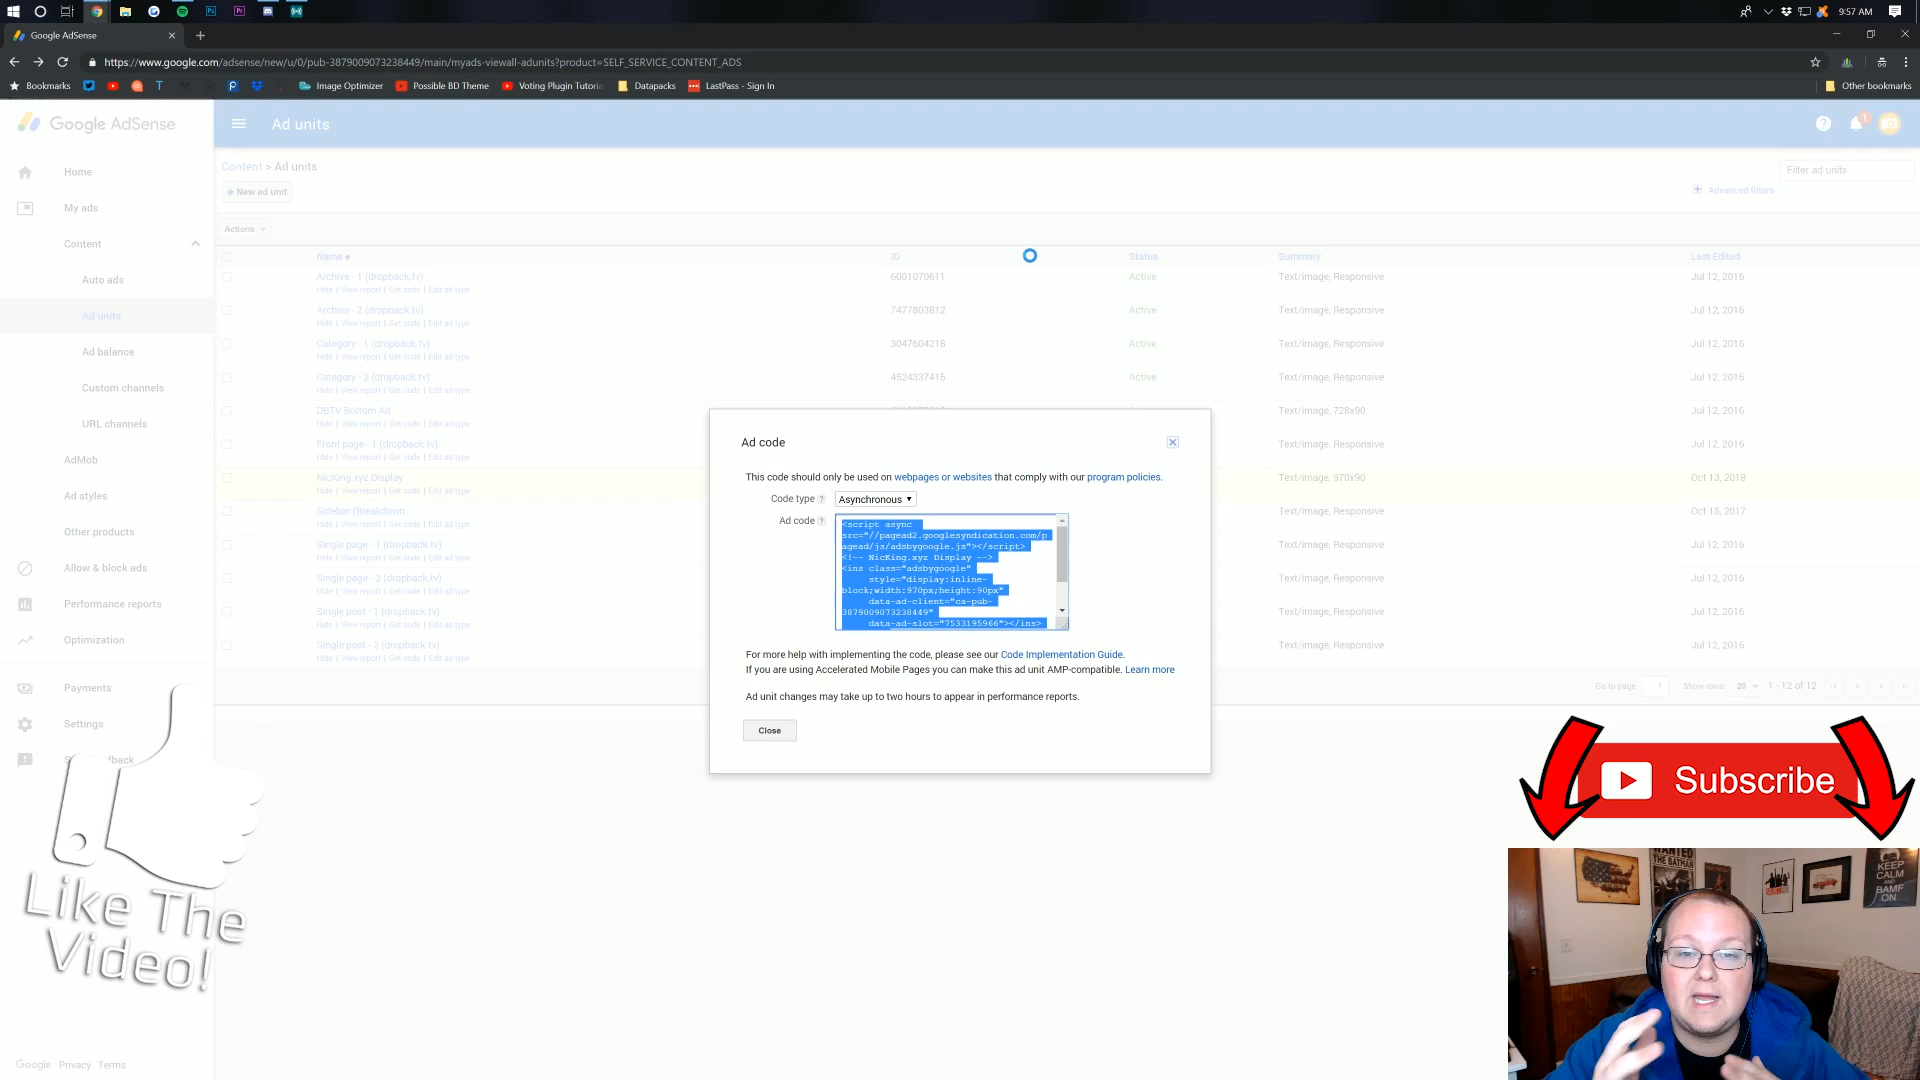 9:57 AM
Google AdSense
https://www.google.com/adsense/new/u/0/pub-3879009073238449/main/myads-viewall-adunits?product=SELF_SERVICE_CONTENT_ADS
Bookmarks
Image Optimizer
Possible BD Theme
Voting Plugin Tutoria
Datapacks
LastPass - Sign In
Other bookmarks
Google AdSense
Ad units
1
Home
My ads
Content
Auto ads
Ad units
Ad balance
Custom channels
URL channels
AdMob
Ad styles
Other products
Allow & block ads
Performance reports
Optimization
Payments
Settings
Google Privacy Terms
Content > Ad units
+ New ad unit
Filter ad units
Advanced filters
Actions
Name ID Status Summary Last Edited
Archive - 1 (dropback.tv) 6001070611 Active Text/image, Responsive Jul 12, 2016
Hide | View report | Get code | Edit ad type
Archive - 2 (dropback.tv) 7477803812 Active Text/image, Responsive Jul 12, 2016
Hide | View report | Get code | Edit ad type
Category - 1 (dropback.tv) 3047604218 Active Text/image, Responsive Jul 12, 2016
Hide | View report | Get code | Edit ad type
Category - 2 (dropback.tv) 4524337415 Active Text/image, Responsive Jul 12, 2016
Hide | View report | Get code | Edit ad type
DBTV Bottom Ad Text/image, 728x90 Jul 12, 2016
Hide | View report | Get code | Edit ad type
Front page - 1 (dropback.tv) Text/image, Responsive Jul 12, 2016
Hide | View report | Get code | Edit ad type
NicKing.xyz Display Text/image, 970x90 Oct 13, 2018
Hide | View report | Get code | Edit ad type
Sidebar (Breakdown Text/image, Responsive Oct 15, 2017
Hide | View report | Get code | Edit ad type
Single page - 1 (dropback.tv) Text/image, Responsive Jul 12, 2016
Hide | View report | Get code | Edit ad type
Single page - 2 (dropback.tv) Text/image, Responsive Jul 12, 2016
Hide | View report | Get code | Edit ad type
Single post - 1 (dropback.tv) Text/image, Responsive Jul 12, 2016
Hide | View report | Get code | Edit ad type
Single post - 2 (dropback.tv) Text/image, Responsive Jul 12, 2016
Hide | View report | Get code | Edit ad type
Go to page: 1 Show rows: 20 1 - 12 of 12
Ad code
This code should only be used on webpages or websites that comply with our program policies.
Code type ? Asynchronous
Ad code ?
<script async
src="//pagead2.googlesyndication.com/p
agead/js/adsbygoogle.js"></script>
<!-- NicKing.xyz Display -->
<ins class="adsbygoogle"
style="display:inline-
block;width:970px;height:90px"
data-ad-client="ca-pub-
3879009073238449"
data-ad-slot="7533195966"></ins>
For more help with implementing the code, please see our Code Implementation Guide.
If you are using Accelerated Mobile Pages you can make this ad unit AMP-compatible. Learn more
Ad unit changes may take up to two hours to appear in performance reports.
Close
Like The
Video!
Subscribe
WANTED
THE BATMAN
KEEP
CALM
AND
BAMF
ON